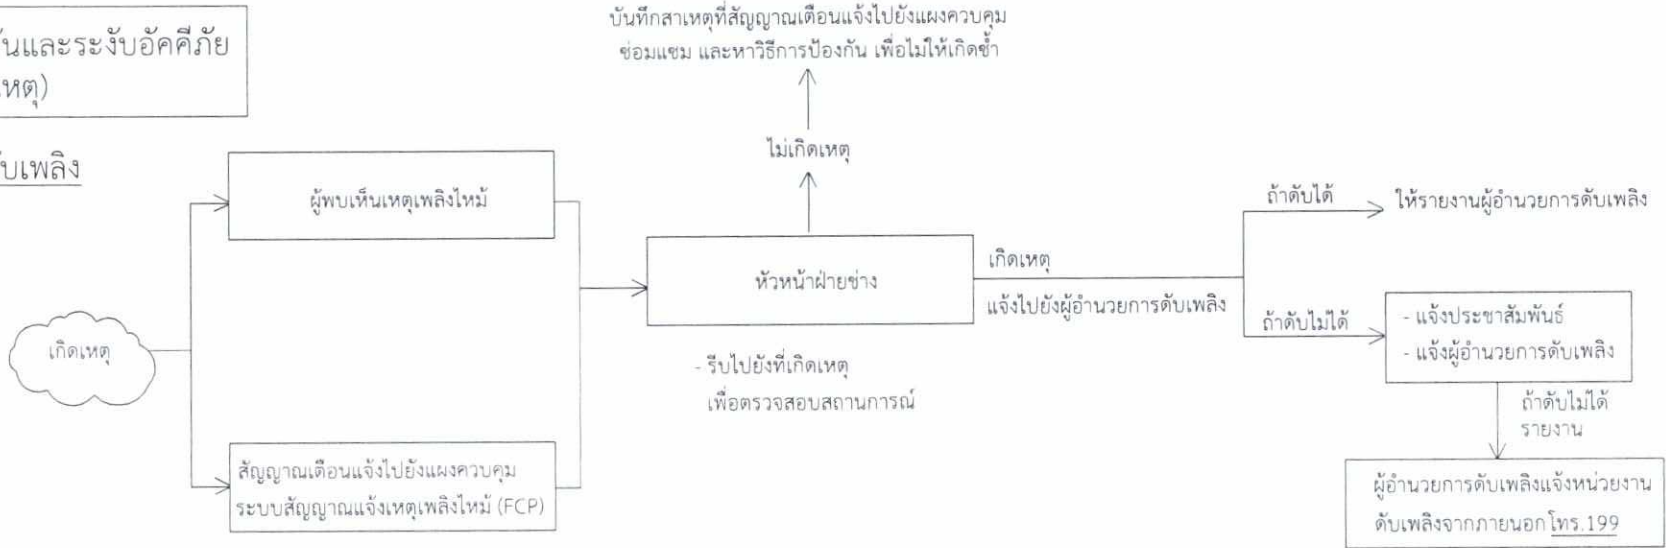 บันทึกสาเหตุที่สัญญาณเตือนแจ้งไปยังแผงควบคุม
ซ่อมแซม และหาวิธีการป้องกัน เพื่อไม่ให้เกิดซ้ำ
นและระงับอัคคีภัย
หตุ)
ับเพลิง
ไม่เกิดเหตุ
ผู้พบเห็นเหตุเพลิงไหม้
ถ้าดับได้
ให้รายงานผู้อำนวยการดับเพลิง
หัวหน้าฝ่ายช่าง
เกิดเหตุ
แจ้งไปยังผู้อำนวยการดับเพลิง
ถ้าดับไม่ได้
- แจ้งประชาสัมพันธ์
- แจ้งผู้อำนวยการดับเพลิง
เกิดเหตุ
- รีบไปยังที่เกิดเหตุ
เพื่อตรวจสอบสถานการณ์
ถ้าดับไม่ได้
รายงาน
สัญญาณเตือนแจ้งไปยังแผงควบคุม
ระบบสัญญาณแจ้งเหตุเพลิงไหม้ (FCP)
ผู้อำนวยการดับเพลิงแจ้งหน่วยงาน
ดับเพลิงจากภายนอก โทร.199